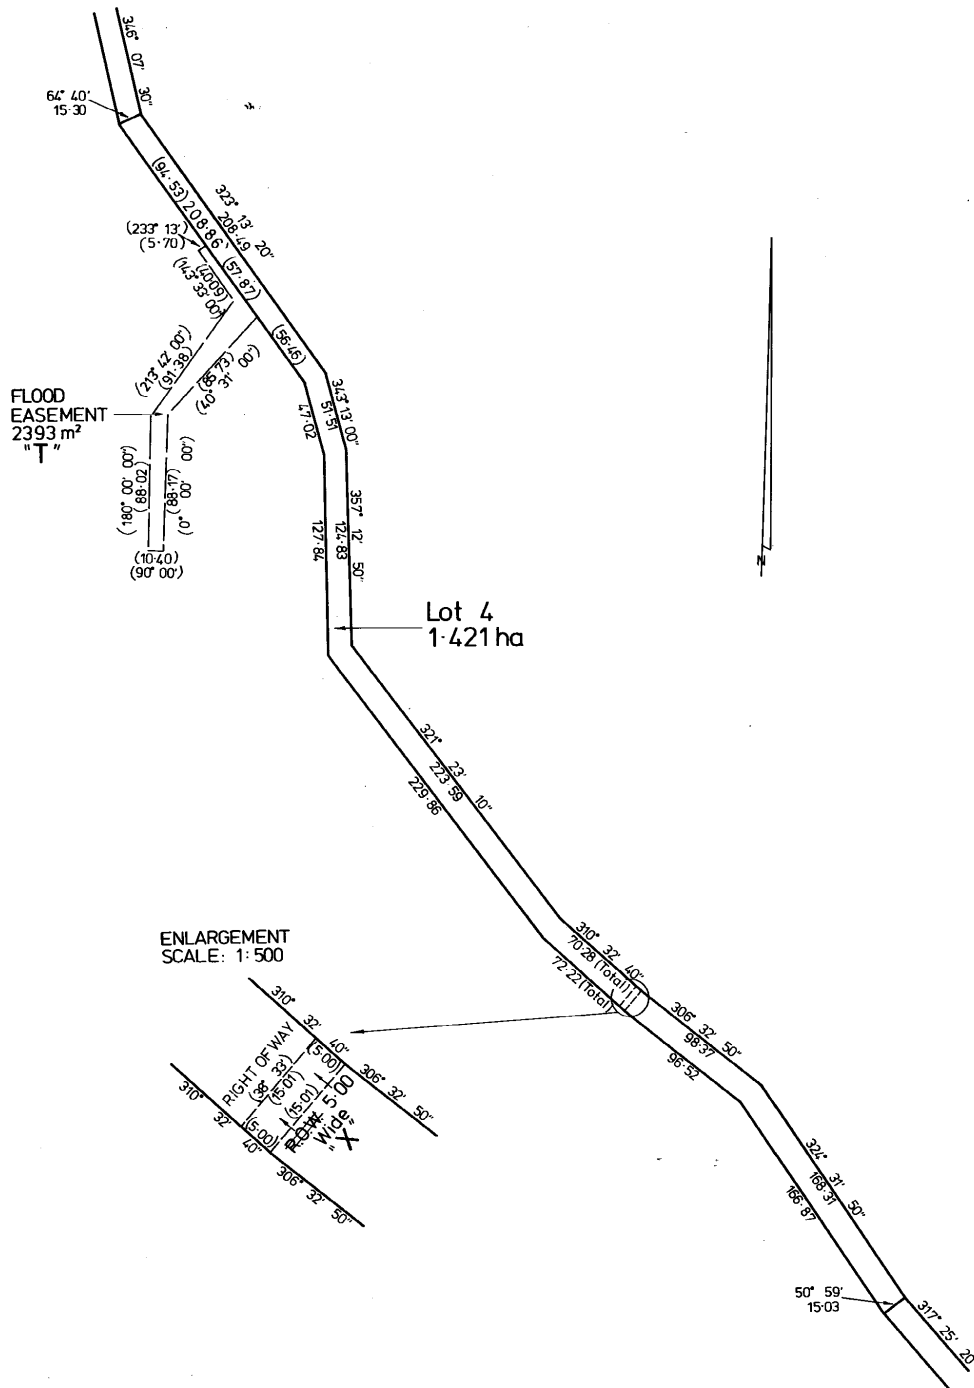 346° 07' 30"
64° 40'
15·30
(94·53)
208·86
323° 13' 20"
208·49
(233° 13')
(5·70)
(40·09)
(143° 33' 00")
(57·87)
(56·46)
(213° 42' 00")
(91·38)
(85·73)
(40° 31' 00")
FLOOD
EASEMENT
2393 m²
"T"
343° 13' 00"
51·51
47·02
(180° 00' 00")
(88·02)
(88·17)
(0° 00' 00")
(10·40)
(90° 00')
357° 12' 50"
124·83
127·84
N
Lot 4
1·421 ha
321° 23' 10"
223·59
229·86
ENLARGEMENT
SCALE: 1:500
310° 32' 40"
70·28 (Total)
72·22 (Total)
306° 32' 50"
98·37
96·52
310° 32' 40"
306° 32' 50"
RIGHT OF WAY
(38° 33')
(15·01)
(5·00)
(15·01)
(5·00)
R.O.W. 5·00
Wide
"X"
310° 32' 40"
306° 32' 50"
324° 31' 50"
168·31
166·87
50° 59'
15·03
317° 25' 20